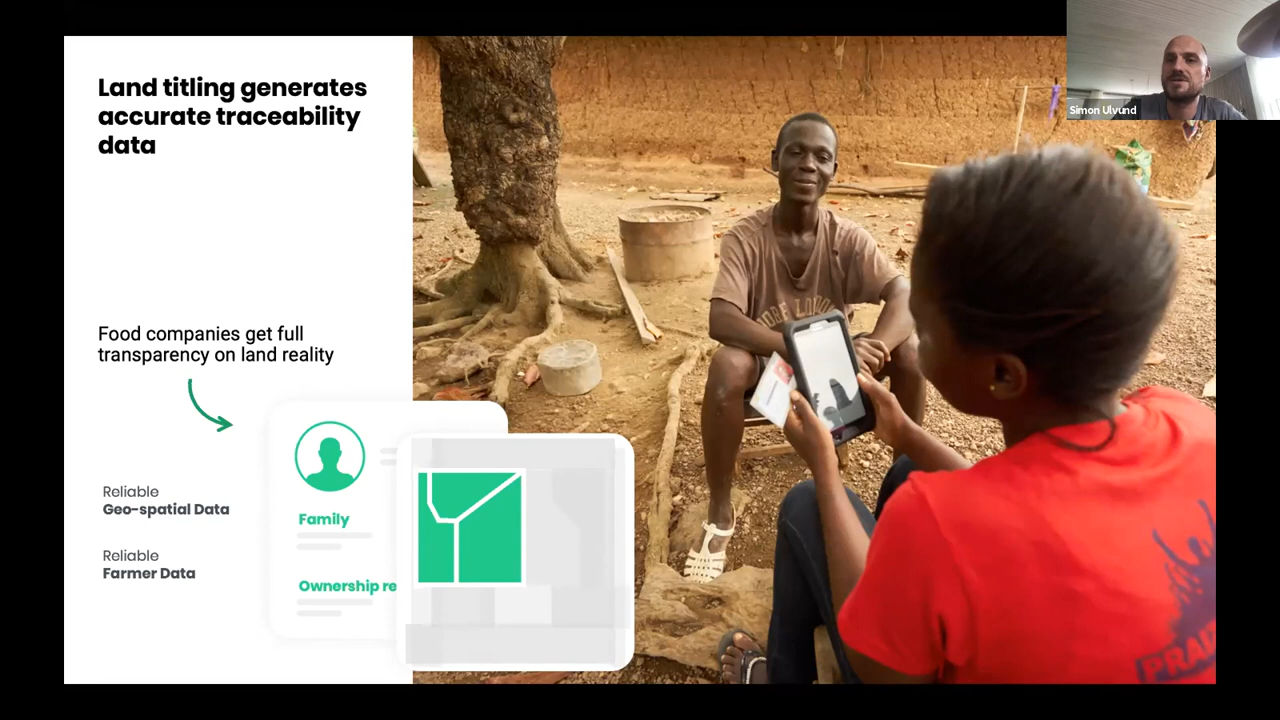 Land titling generates
accurate traceability
data
Simon Ulvund
Food companies get full
transparency on land reality
Reliable
Geo-spatial Data
Reliable
Farmer Data
Family
Ownership re